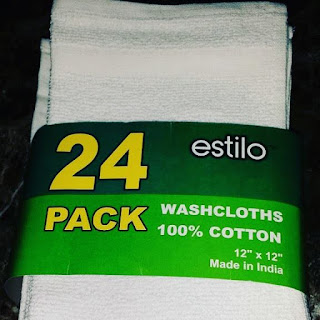 24
PACK
estilo
WASHCLOTHS
100% COTTON
12" x 12"
Made in India